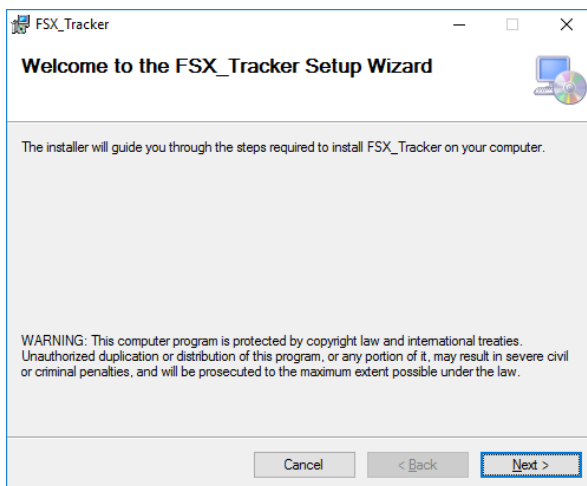 FSX_Tracker
Welcome to the FSX_Tracker Setup Wizard
The installer will guide you through the steps required to install FSX_Tracker on your computer.
WARNING: This computer program is protected by copyright law and international treaties.
Unauthorized duplication or distribution of this program, or any portion of it, may result in severe civil
or criminal penalties, and will be prosecuted to the maximum extent possible under the law.
Cancel < Back Next >